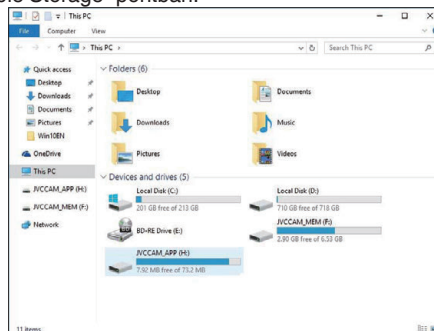 This PC
File
Computer
View
This PC
Search This PC
Quick access
Desktop
Downloads
Documents
Pictures
Win10EN
OneDrive
This PC
JVCCAM_APP (H:)
JVCCAM_MEM (F:)
Network
Folders (6)
Desktop
Documents
Downloads
Music
Pictures
Videos
Devices and drives (5)
Local Disk (C:)
201 GB free of 213 GB
Local Disk (D:)
710 GB free of 718 GB
BD-RE Drive (E:)
JVCCAM_MEM (F:)
2.90 GB free of 6.53 GB
JVCCAM_APP (H:)
7.92 MB free of 73.2 MB
11 items